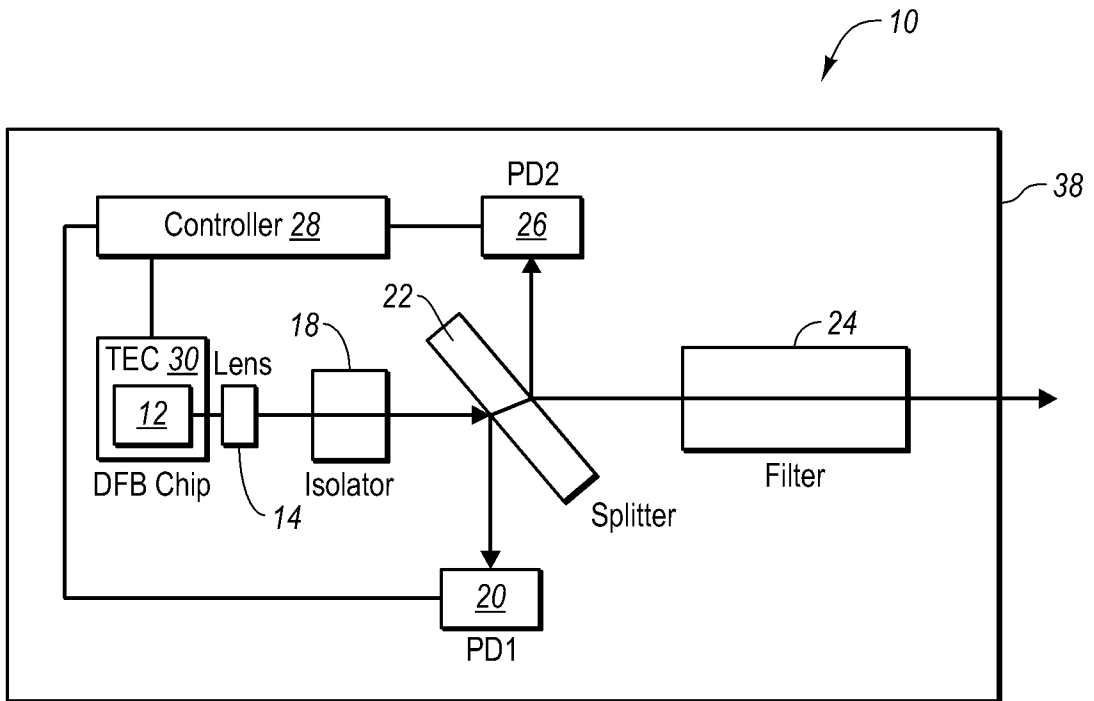 10
38
PD2
Controller 28
26
22
18
24
TEC 30
Lens
12
DFB Chip
14
Isolator
Splitter
Filter
20
PD1